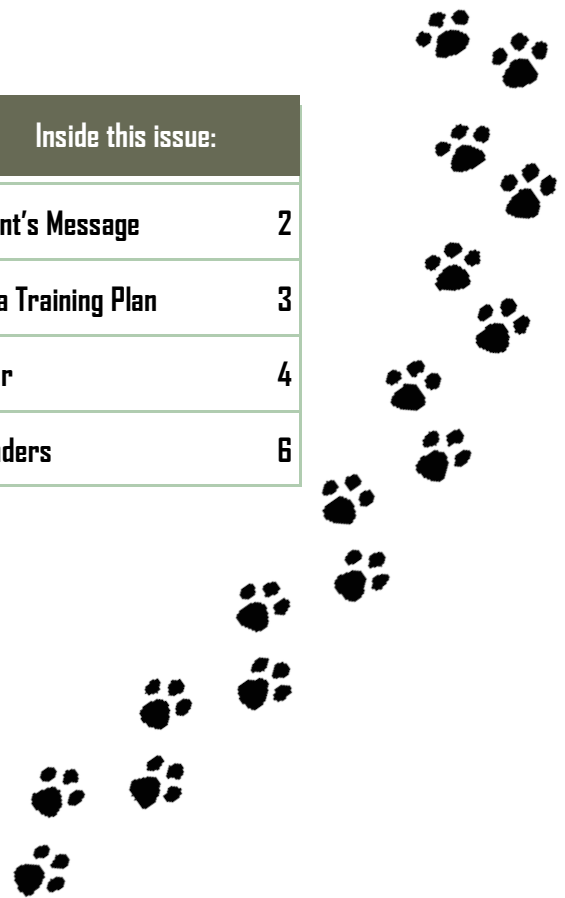 Inside this issue:
nt's Message 2
a Training Plan 3
r 4
ders 6